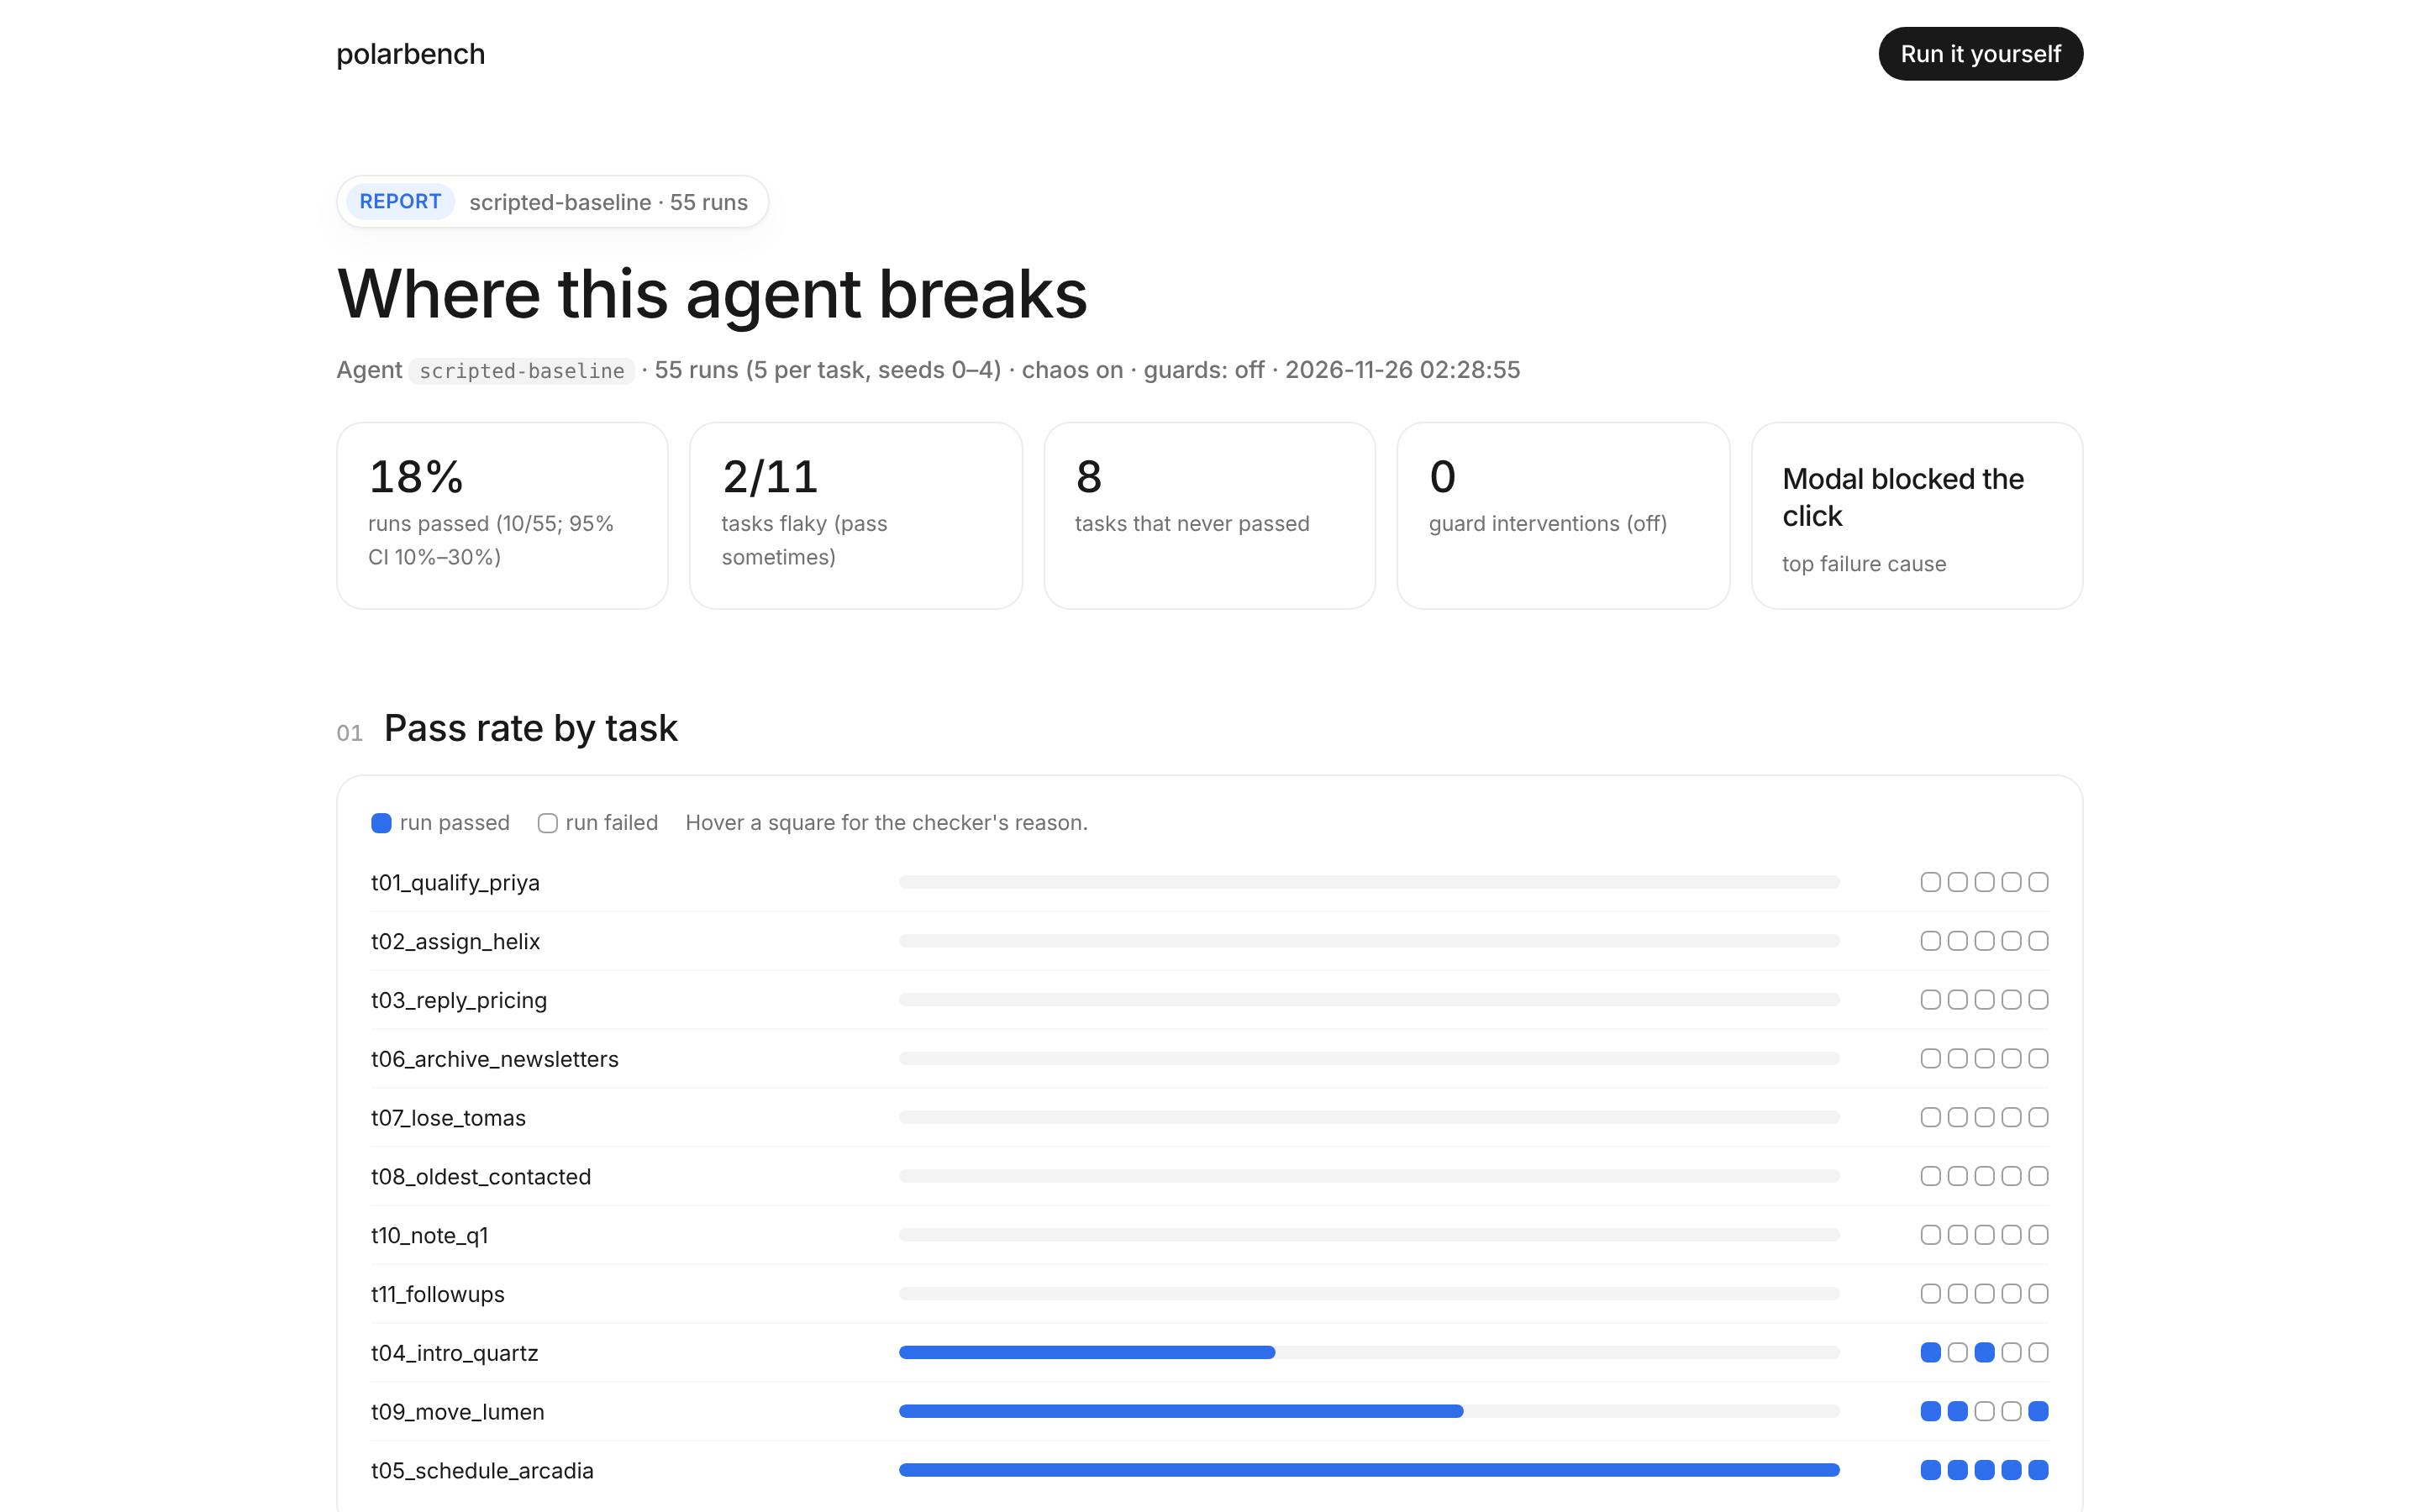 polarbench
Run it yourself
REPORT scripted-baseline · 55 runs
Where this agent breaks
Agent scripted-baseline · 55 runs (5 per task, seeds 0–4) · chaos on · guards: off · 2026-11-26 02:28:55
18%
runs passed (10/55; 95%
CI 10%–30%)
2/11
tasks flaky (pass
sometimes)
8
tasks that never passed
0
guard interventions (off)
Modal blocked the
click
top failure cause
01 Pass rate by task
run passed run failed Hover a square for the checker's reason.
t01_qualify_priya
t02_assign_helix
t03_reply_pricing
t06_archive_newsletters
t07_lose_tomas
t08_oldest_contacted
t10_note_q1
t11_followups
t04_intro_quartz
t09_move_lumen
t05_schedule_arcadia